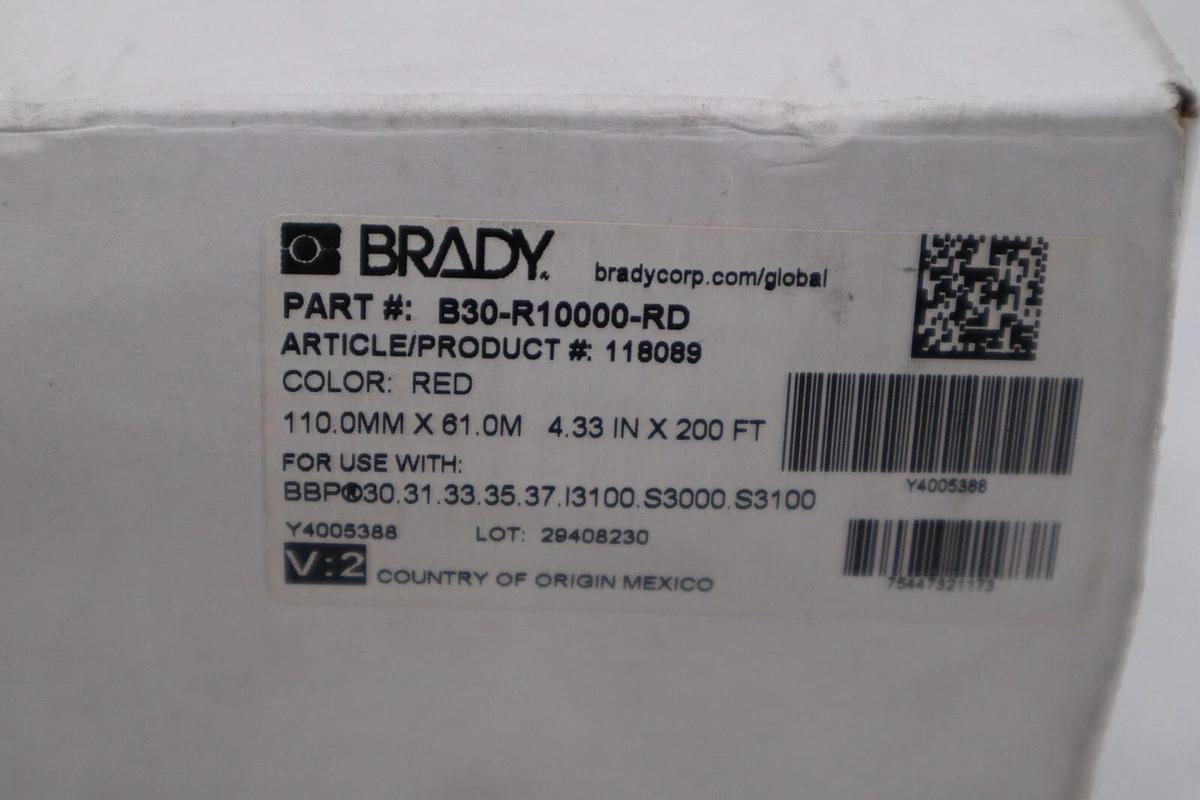 BRADY
bradycorp.com/global
PART #: B30-R10000-RD
ARTICLE/PRODUCT #: 118089
COLOR: RED
110.0MM X 61.0M 4.33 IN X 200 FT
FOR USE WITH:
BBP®30.31.33.35.37.I3100.S3000.S3100
Y4005388
Y4005388 LOT: 29408230
75447321173
V:2 COUNTRY OF ORIGIN MEXICO